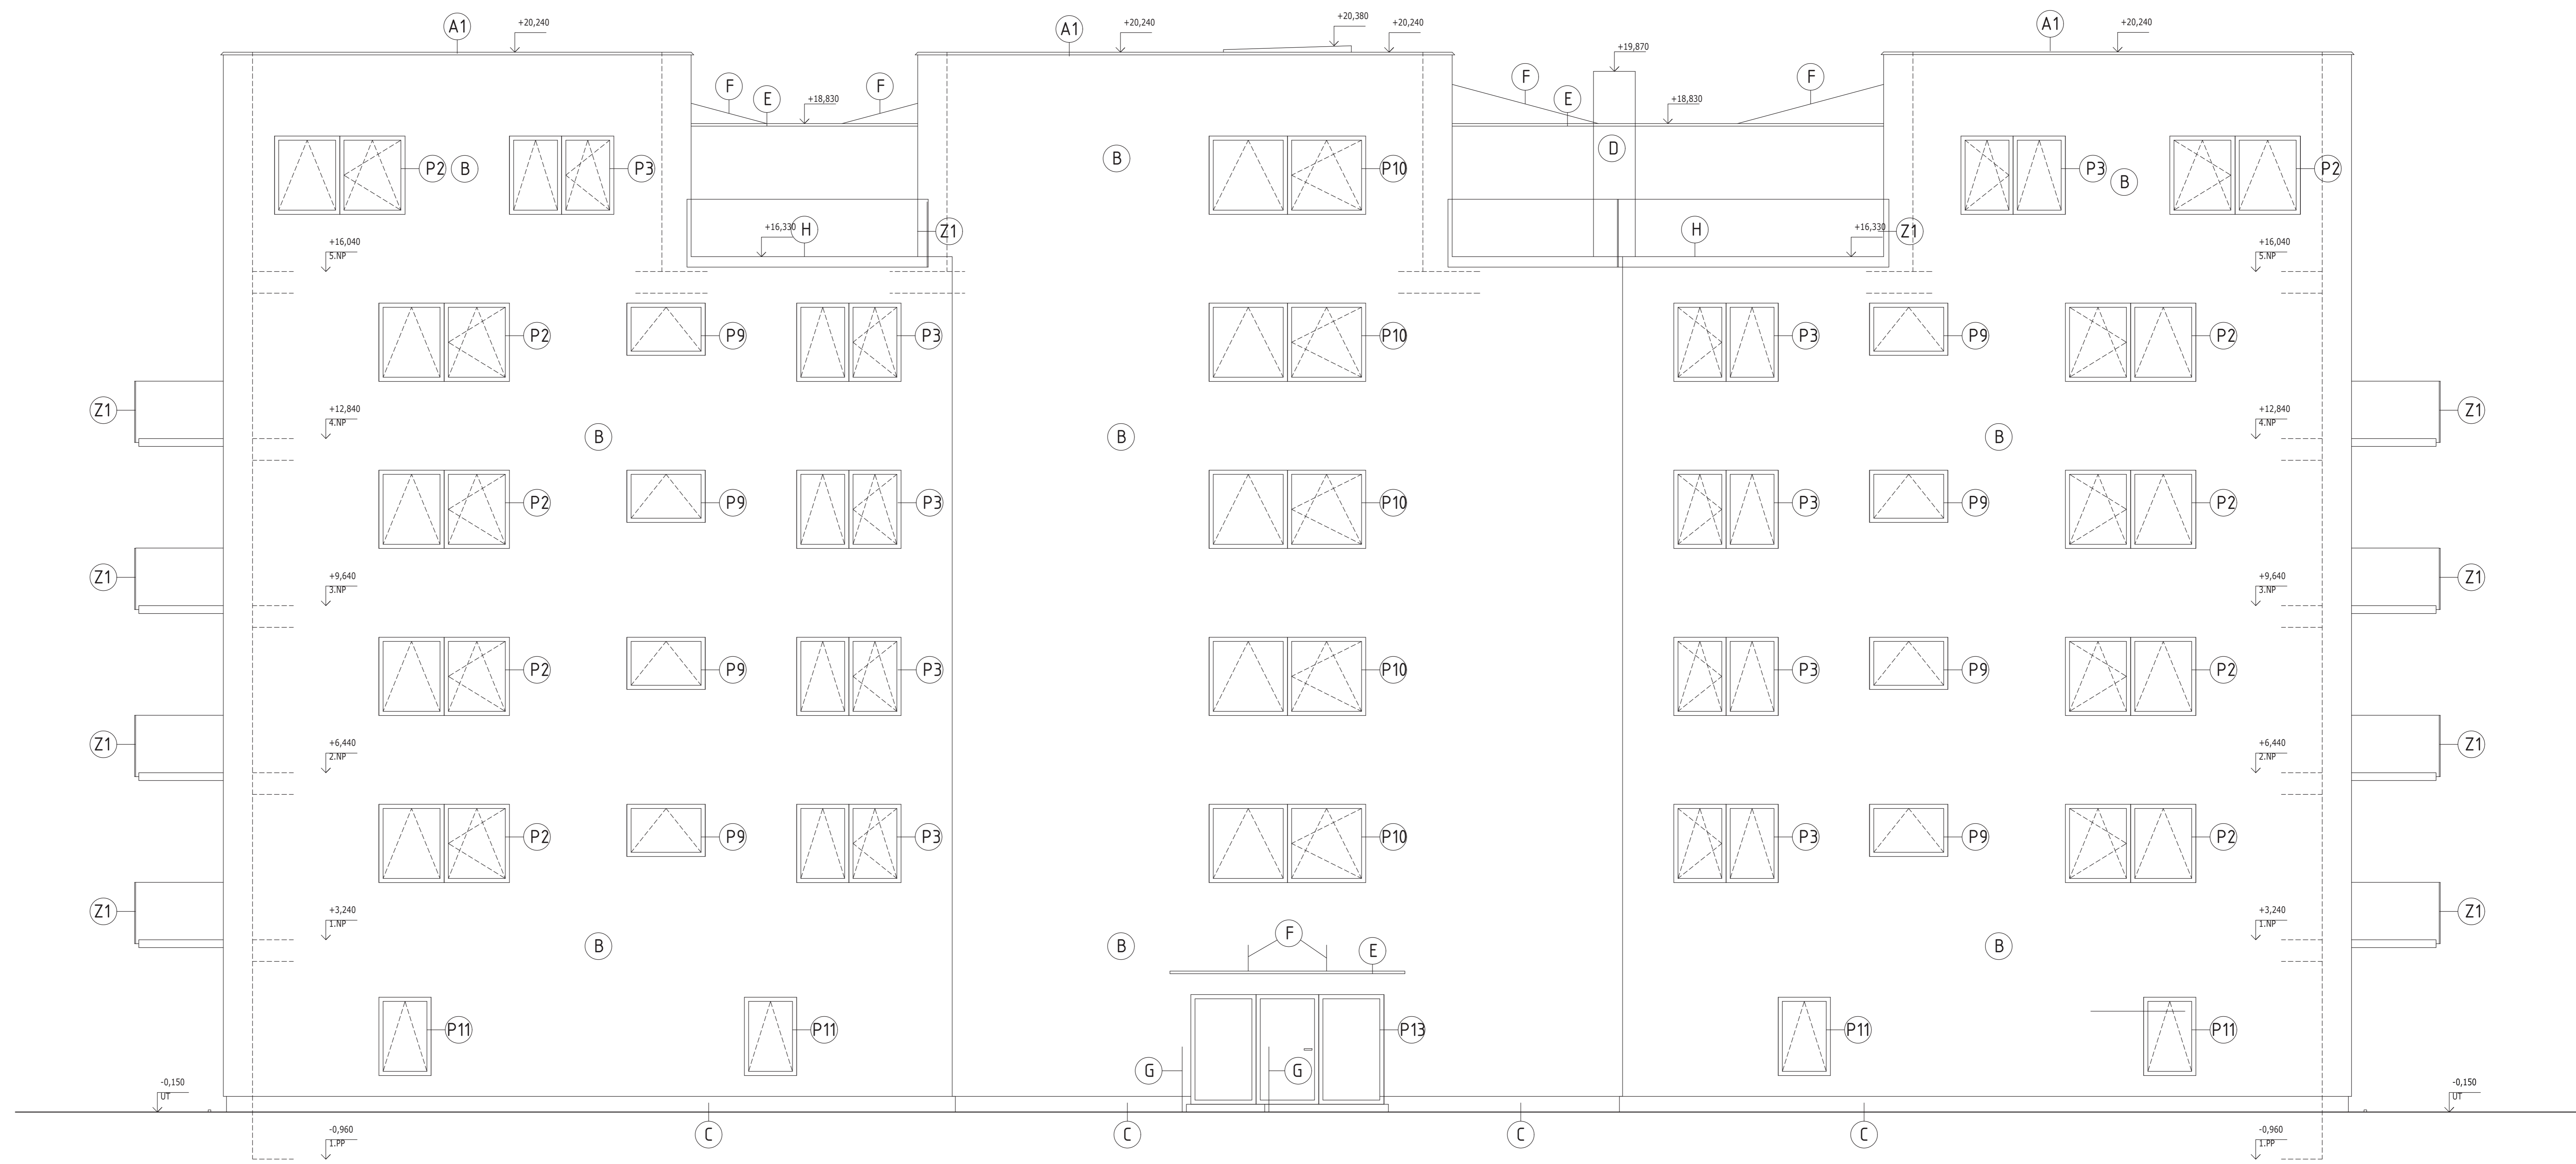 A1 +20,240 A1 +20,240 +20,380 +20,240 A1 +20,240
+19,870
F E F +18,830 F E +18,830 F
P2 B P3 B P10 D P3 B P2
+16,330 H Z1 H +16,330 Z1
+16,040 +16,040
5.NP 5.NP
P2 P9 P3 P10 P3 P9 P2
Z1 +12,840 +12,840 Z1
4.NP 4.NP
B B B
P2 P9 P3 P10 P3 P9 P2
Z1 +9,640 +9,640 Z1
3.NP 3.NP
P2 P9 P3 P10 P3 P9 P2
Z1 +6,440 +6,440 Z1
2.NP 2.NP
P2 P9 P3 P10 P3 P9 P2
Z1 +3,240 +3,240 Z1
1.NP 1.NP
B B F E B
P11 P11 P13 P11 P11
G G
-0,150 -0,150
UT UT
-0,960 C C C C -0,960
1.PP 1.PP